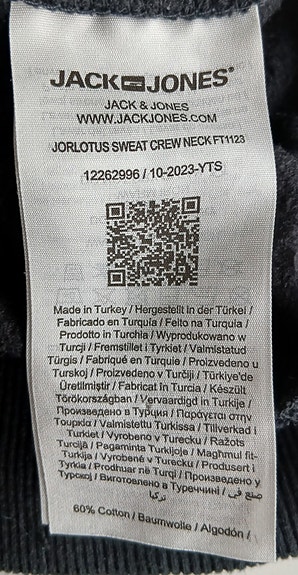 JACK JONES®
JACK & JONES
WWW.JACKJONES.COM
JORLOTUS SWEAT CREW NECK FT1123
12262996 / 10-2023-YTS
Made in Turkey / Hergestellt in der Türkei /
Fabricado en Turquía / Feito na Turquia /
Prodotto in Turchia / Wyprodukowano w
Turcji / Fremstillet i Tyrkiet / Valmistatud
Türgis / Fabriqué en Turquie / Proizvedeno u
Turskoj / Proizvedeno v Turčiji / Türkiye'de
Üretilmiştir / Fabricat în Turcia / Készült
Törökországban / Vervaardigd in Turkije /
Произведено в Турция / Παράγεται στην
Τουρκία / Valmistettu Turkissa / Tillverkad i
Turkiet / Vyrobeno v Turecku / Ražots
Turcijā / Pagaminta Turkijoje / Magħmul fit-
Turcija / Vyrobené v Turecku / Produsert i
Tyrkia / Prodhuar në Turqi / Произведено у
Турској / Виготовлено в Туреччині / صنع في
تركيا
60% Cotton / Baumwolle / Algodón /